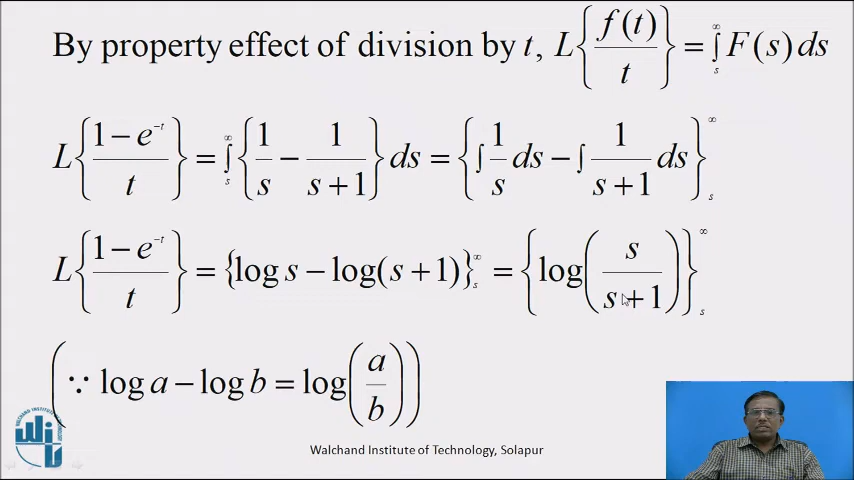 By property effect of division by t, L{f(t)/t} = ∫ₛ^∞ F(s) ds
L{(1 − e^−t)/t} = ∫ₛ^∞ {1/s − 1/(s+1)} ds = {∫ 1/s ds − ∫ 1/(s+1) ds}ₛ^∞
L{(1 − e^−t)/t} = {log s − log(s+1)}ₛ^∞ = {log(s/(s+1))}ₛ^∞
(∵ log a − log b = log(a/b))
Walchand Institute of Technology, Solapur